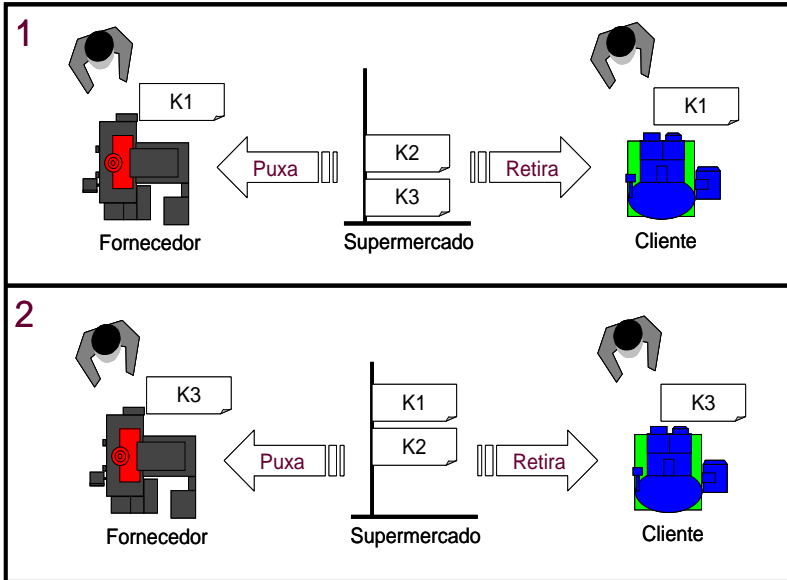 1
K1
K1
K2
Puxa
Retira
K3
Fornecedor
Supermercado
Cliente
2
K3
K3
K1
K2
Puxa
Retira
Fornecedor
Supermercado
Cliente